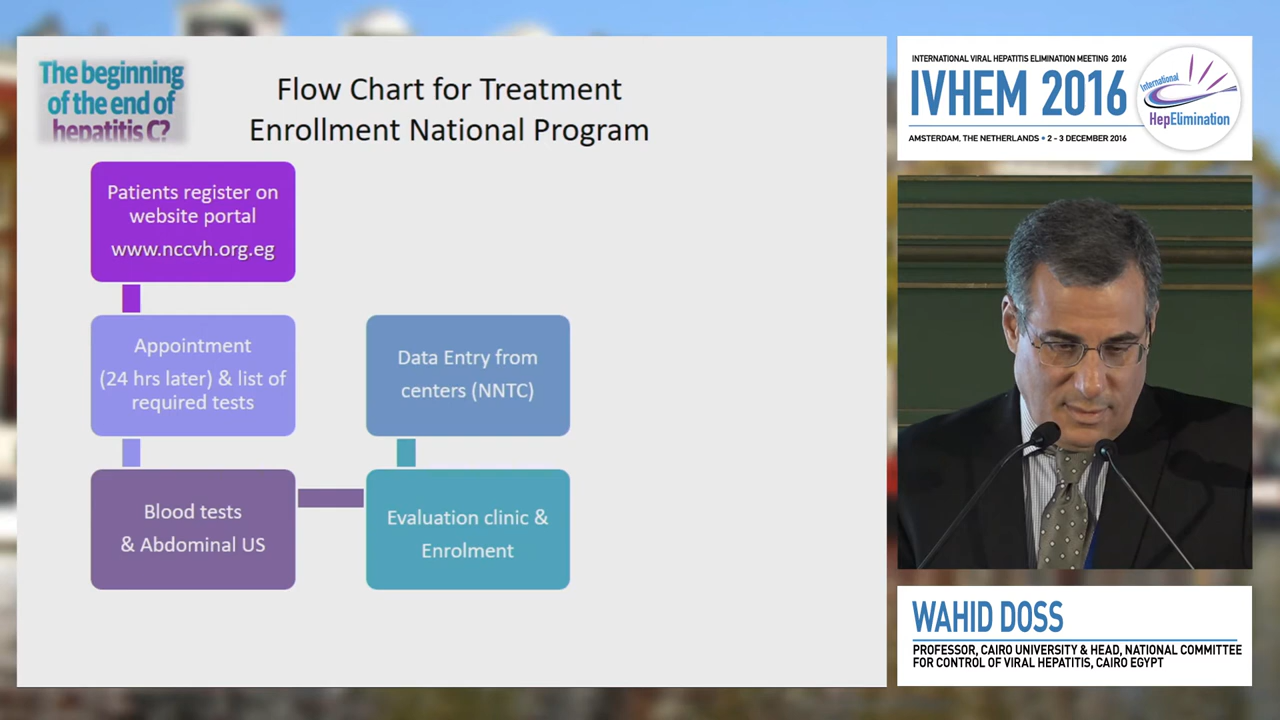 The beginning
of the end of
hepatitis C?
Flow Chart for Treatment
Enrollment National Program
Patients register on
website portal
www.nccvh.org.eg
Appointment
(24 hrs later) & list of
required tests
Blood tests
& Abdominal US
Data Entry from
centers (NNTC)
Evaluation clinic &
Enrolment
INTERNATIONAL VIRAL HEPATITIS ELIMINATION MEETING 2016
IVHEM 2016
AMSTERDAM, THE NETHERLANDS • 2 - 3 DECEMBER 2016
International
HepElimination
WAHID DOSS
PROFESSOR, CAIRO UNIVERSITY & HEAD, NATIONAL COMMITTEE
FOR CONTROL OF VIRAL HEPATITIS, CAIRO EGYPT